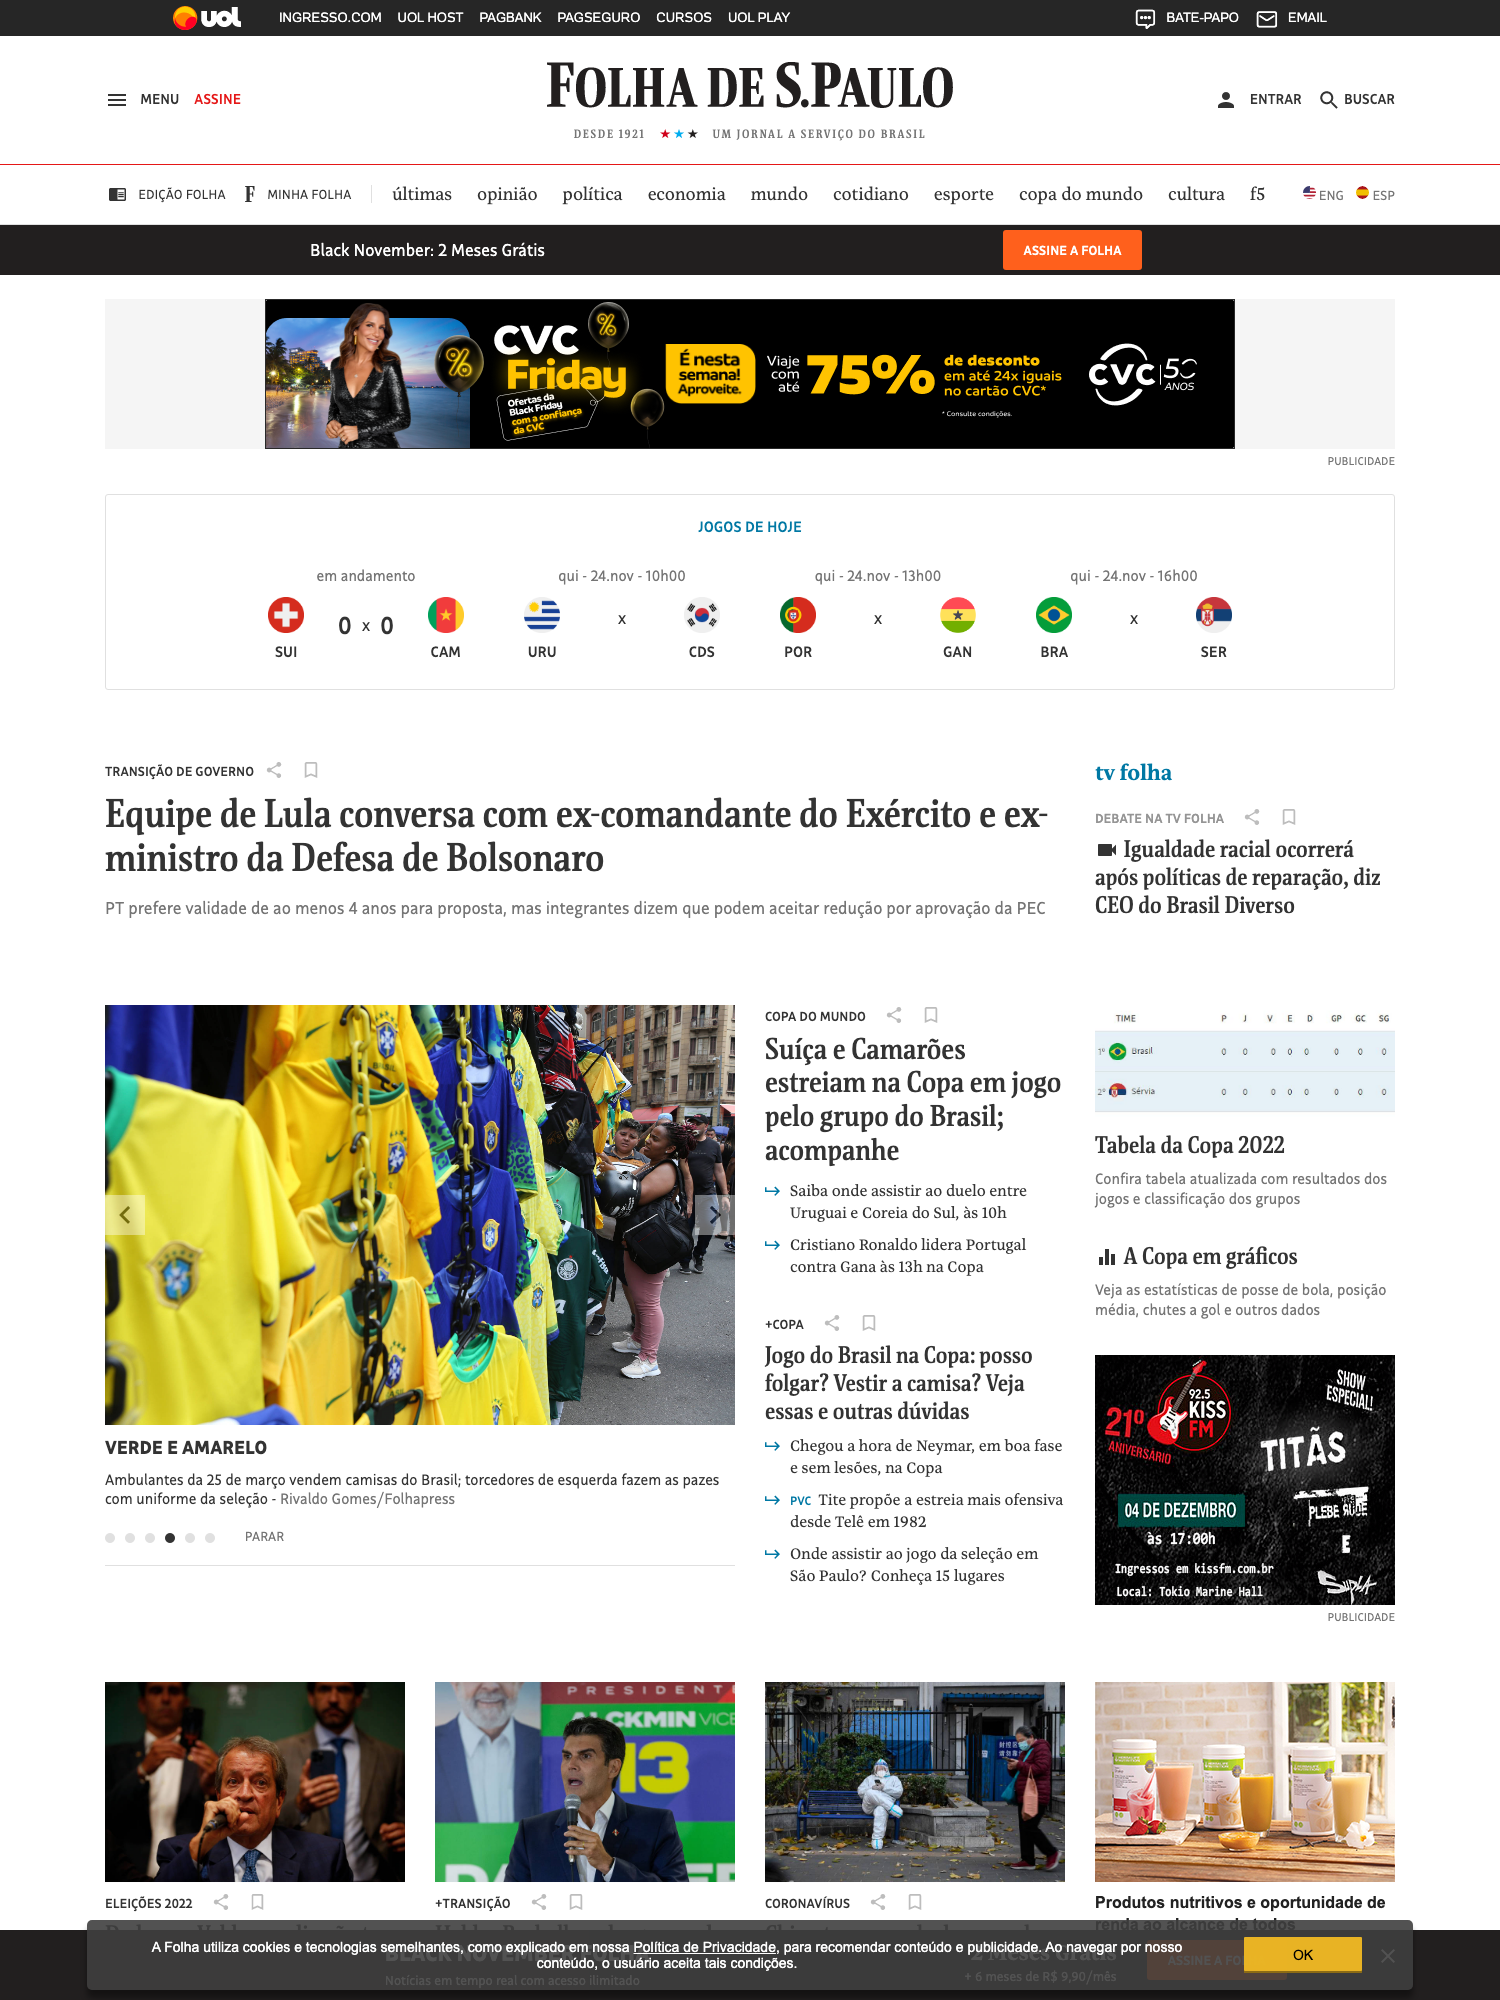 uol INGRESSO.COM UOL HOST PAGBANK PAGSEGURO CURSOS UOL PLAY BATE-PAPO EMAIL
MENU ASSINE
FOLHA DE S.PAULO
ENTRAR BUSCAR
DESDE 1921 ★★★ UM JORNAL A SERVIÇO DO BRASIL
EDIÇÃO FOLHA F MINHA FOLHA últimas opinião política economia mundo cotidiano esporte copa do mundo cultura f5 ENG ESP
Black November: 2 Meses Grátis ASSINE A FOLHA
CVC
Friday
Ofertas da
Black Friday
com a confiança
da CVC
%
%
É nesta
semana!
Aproveite.
Viaje
com
até
75%
de desconto
em até 24x iguais
no cartão CVC*
* Consulte condições.
CVC 50
ANOS
PUBLICIDADE
JOGOS DE HOJE
em andamento
SUI 0 x 0 CAM
qui - 24.nov - 10h00
URU x CDS
qui - 24.nov - 13h00
POR x GAN
qui - 24.nov - 16h00
BRA x SER
TRANSIÇÃO DE GOVERNO
Equipe de Lula conversa com ex-comandante do Exército e ex-
ministro da Defesa de Bolsonaro
PT prefere validade de ao menos 4 anos para proposta, mas integrantes dizem que podem aceitar redução por aprovação da PEC
tv folha
DEBATE NA TV FOLHA
Igualdade racial ocorrerá
após políticas de reparação, diz
CEO do Brasil Diverso
VERDE E AMARELO
Ambulantes da 25 de março vendem camisas do Brasil; torcedores de esquerda fazem as pazes
com uniforme da seleção - Rivaldo Gomes/Folhapress
PARAR
COPA DO MUNDO
Suíça e Camarões
estreiam na Copa em jogo
pelo grupo do Brasil;
acompanhe
Saiba onde assistir ao duelo entre
Uruguai e Coreia do Sul, às 10h
Cristiano Ronaldo lidera Portugal
contra Gana às 13h na Copa
+COPA
Jogo do Brasil na Copa: posso
folgar? Vestir a camisa? Veja
essas e outras dúvidas
Chegou a hora de Neymar, em boa fase
e sem lesões, na Copa
PVC Tite propõe a estreia mais ofensiva
desde Telê em 1982
Onde assistir ao jogo da seleção em
São Paulo? Conheça 15 lugares
TIME P J V E D GP GC SG
1º Brasil 0 0 0 0 0 0 0 0
2º Sérvia 0 0 0 0 0 0 0 0
Tabela da Copa 2022
Confira tabela atualizada com resultados dos
jogos e classificação dos grupos
A Copa em gráficos
Veja as estatísticas de posse de bola, posição
média, chutes a gol e outros dados
21º
ANIVERSÁRIO
92.5
KISS
FM
SHOW
ESPECIAL!
TITÃS
04 DE DEZEMBRO
às 17:00h
PLEBE RUDE
E
SUPLA
Ingressos em kissfm.com.br
Local: Tokio Marine Hall
PUBLICIDADE
PRESIDENT
ALCKMIN VICE
13
ELEIÇÕES 2022
+TRANSIÇÃO
CORONAVÍRUS
Produtos nutritivos e oportunidade de
renda ao alcance de todos
A Folha utiliza cookies e tecnologias semelhantes, como explicado em nossa Política de Privacidade, para recomendar conteúdo e publicidade. Ao navegar por nosso
conteúdo, o usuário aceita tais condições.
OK
BLACK NOVEMBER
2 Meses Grátis
Notícias em tempo real com acesso ilimitado
+ 6 meses de R$ 9,90/mês
ASSINE A FO